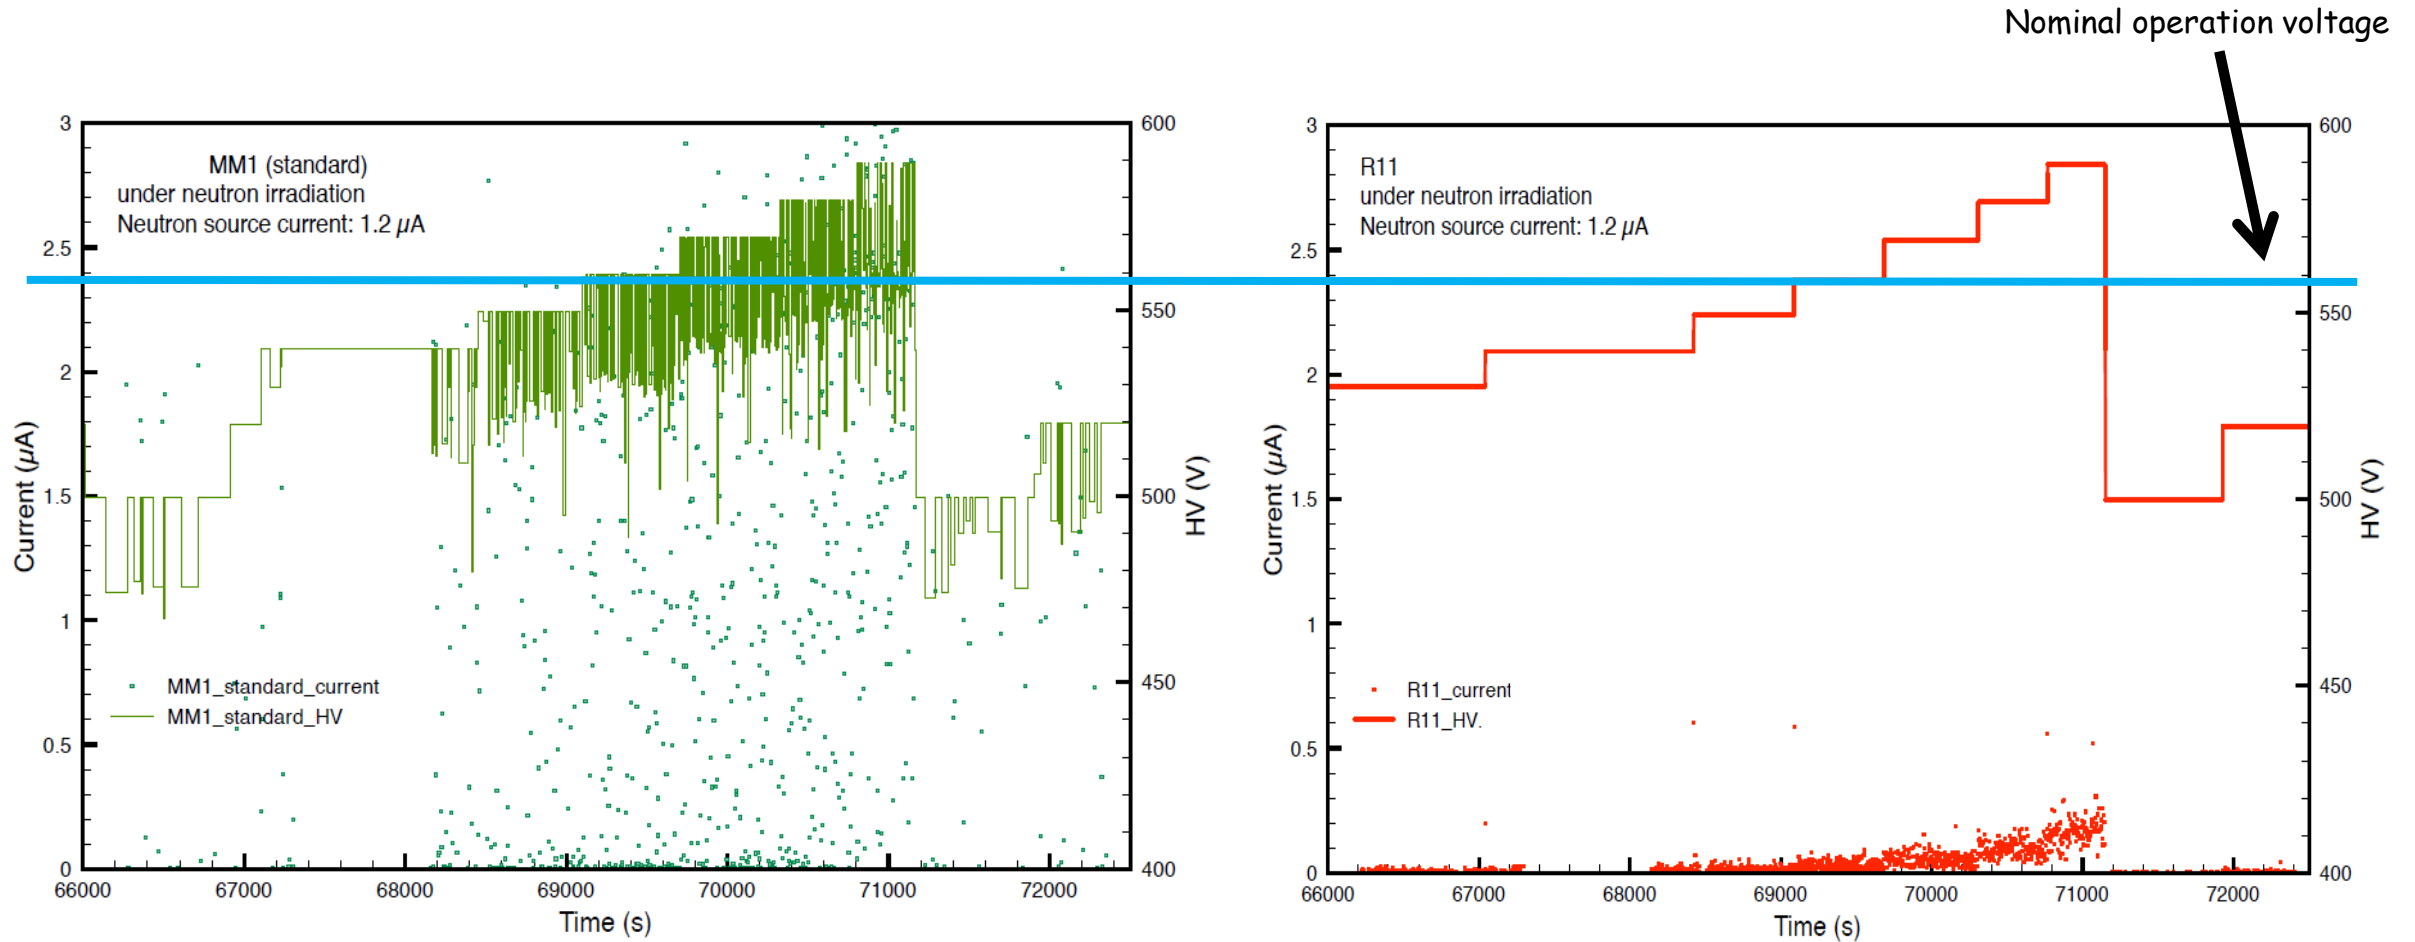 Nominal operation voltage
3
2.5
2
1.5
1
0.5
0
Current (μA)
MM1 (standard)
under neutron irradiation
Neutron source current: 1.2 μA
MM1_standard_current
MM1_standard_HV
66000 67000 68000 69000 70000 71000 72000
Time (s)
600
550
500
450
400
HV (V)
3
2.5
2
1.5
1
0.5
0
Current (μA)
R11
under neutron irradiation
Neutron source current: 1.2 μA
R11_current
R11_HV.
66000 67000 68000 69000 70000 71000 72000
Time (s)
600
550
500
450
400
HV (V)